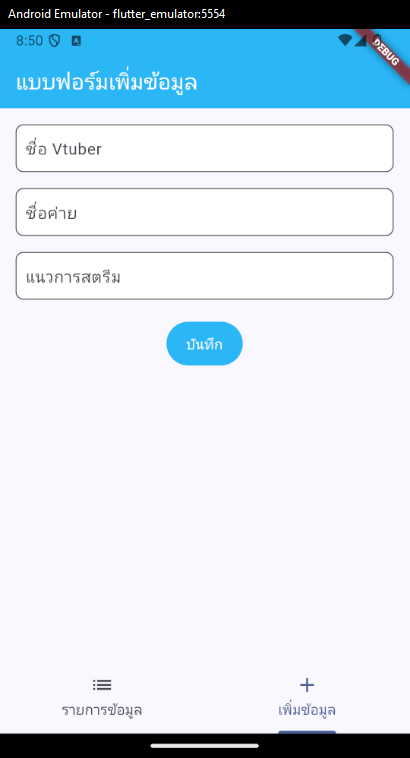 Android Emulator - flutter_emulator:5554
8:50
A
DEBUG
แบบฟอร์มเพิ่มข้อมูล
ชื่อ Vtuber
ชื่อค่าย
แนวการสตรีม
บันทึก
รายการข้อมูล
เพิ่มข้อมูล